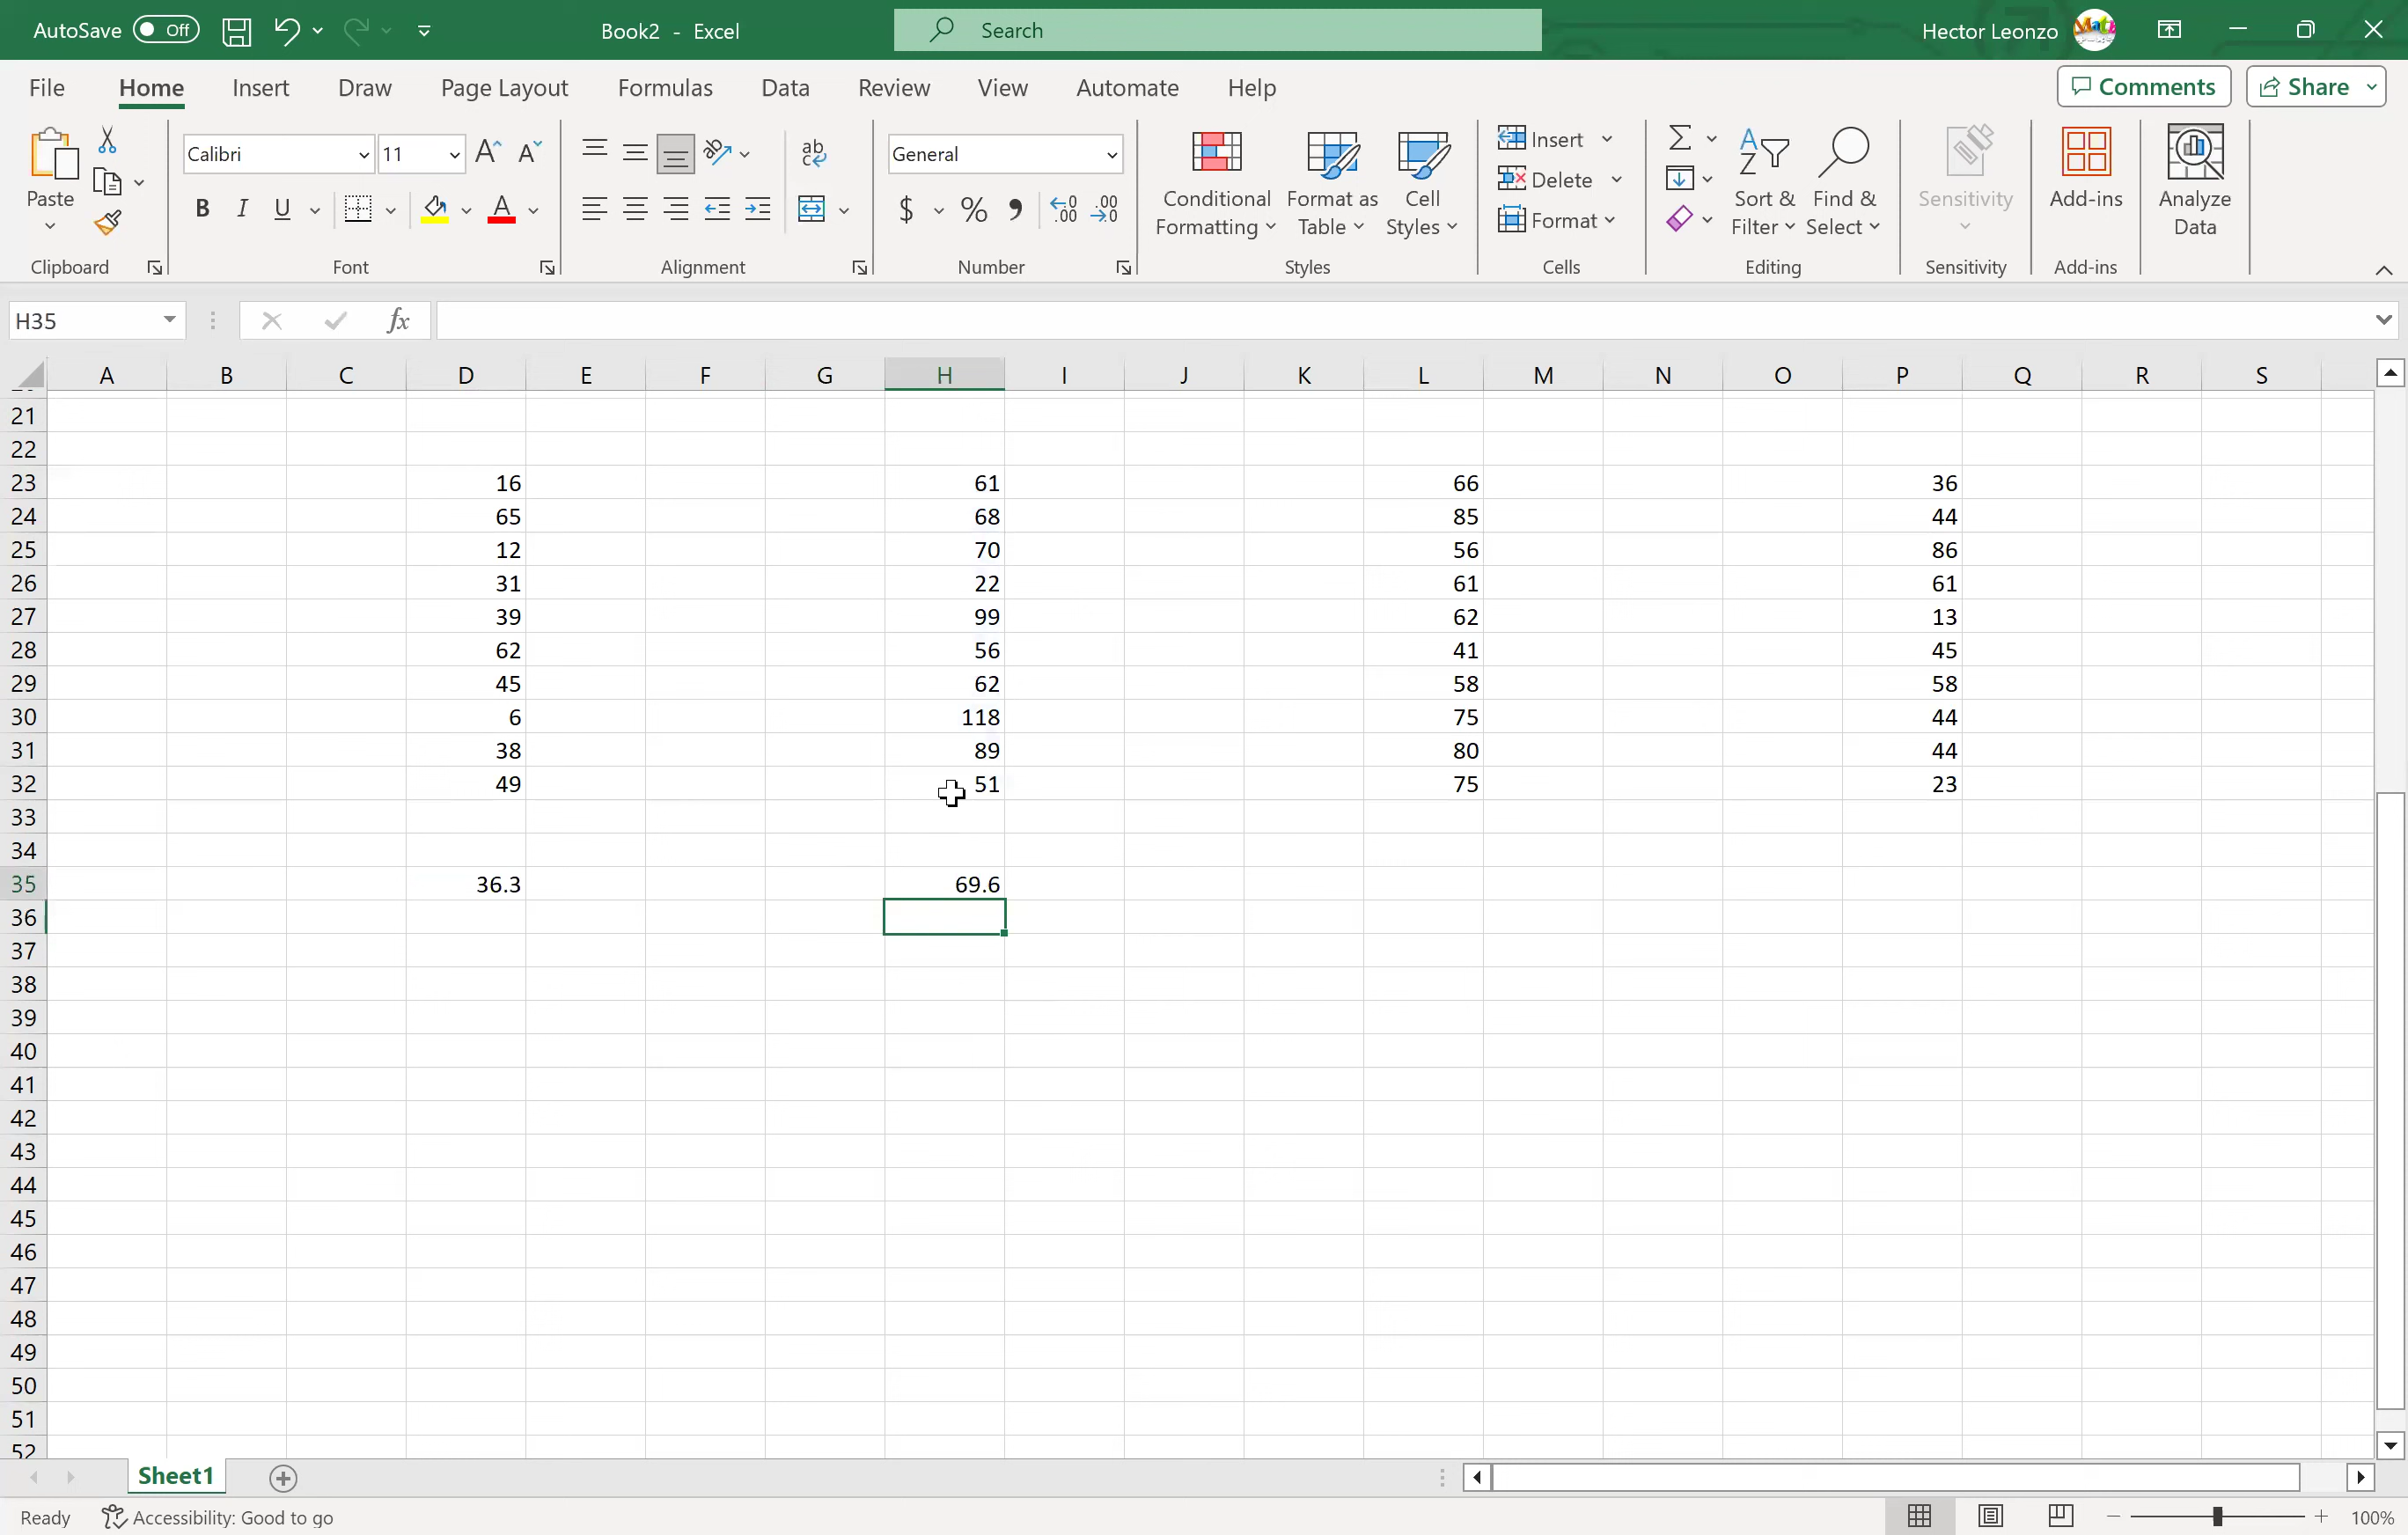 AutoSave Off Book2 - Excel Search Hector Leonzo
File Home Insert Draw Page Layout Formulas Data Review View Automate Help Comments Share
Paste
Calibri 11
B I U A
ab
c
General
$ % ,
Conditional Formatting
Format as Table
Cell Styles
Insert
Delete
Format
Sort & Filter
Find & Select
Sensitivity
Add-ins
Analyze Data
Clipboard Font Alignment Number Styles Cells Editing Sensitivity Add-ins
H35 fx
A B C D E F G H I J K L M N O P Q R S
21
22
23 16 61 66 36
24 65 68 85 44
25 12 70 56 86
26 31 22 61 61
27 39 99 62 13
28 62 56 41 45
29 45 62 58 58
30 6 118 75 44
31 38 89 80 44
32 49 51 75 23
33
34
35 36.3 69.6
36
37
38
39
40
41
42
43
44
45
46
47
48
49
50
51
52
Sheet1
Ready Accessibility: Good to go 100%